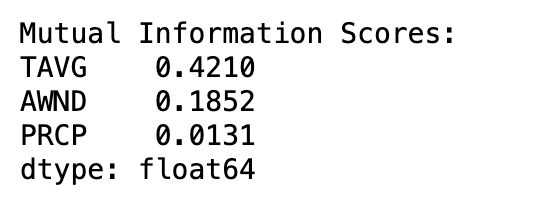 Mutual Information Scores:
TAVG    0.4210
AWND    0.1852
PRCP    0.0131
dtype: float64